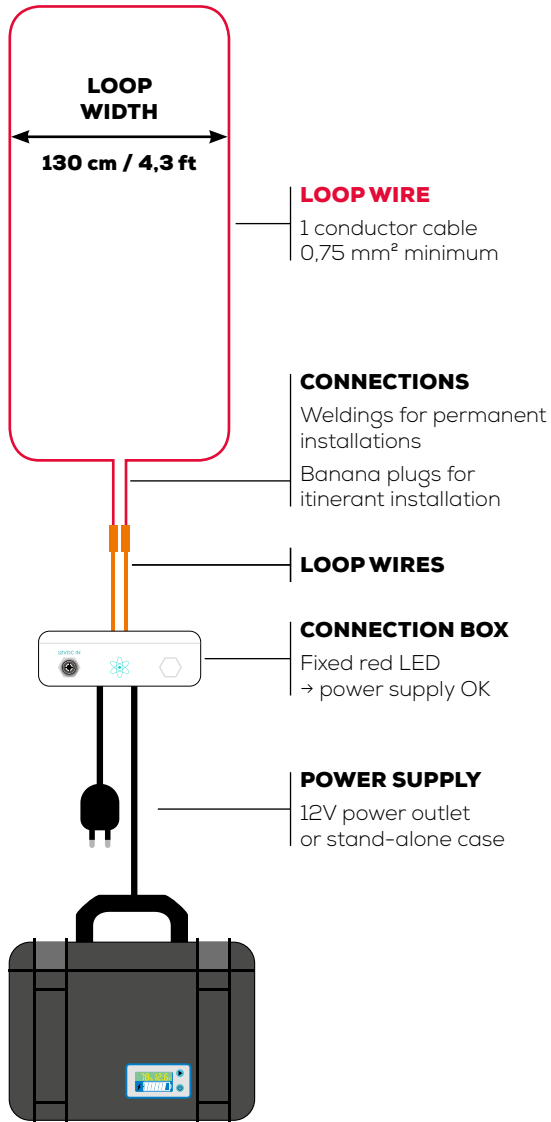 LOOP
WIDTH
130 cm / 4,3 ft
LOOP WIRE
1 conductor cable
0,75 mm² minimum
CONNECTIONS
Weldings for permanent
installations
Banana plugs for
itinerant installation
LOOP WIRES
CONNECTION BOX
12VDC IN
Fixed red LED
→ power supply OK
POWER SUPPLY
12V power outlet
or stand-alone case